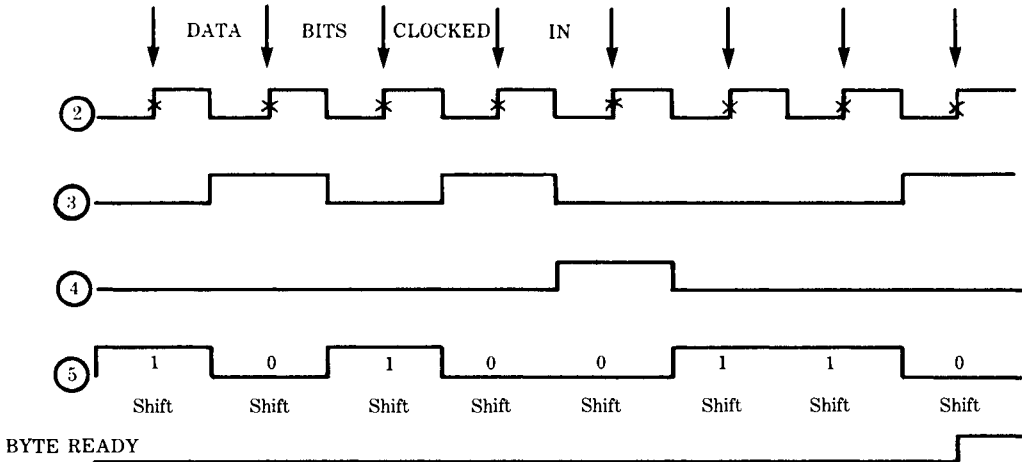 DATA BITS CLOCKED IN
2
3
4
5
1 0 1 0 0 1 1 0
Shift Shift Shift Shift Shift Shift Shift Shift
BYTE READY